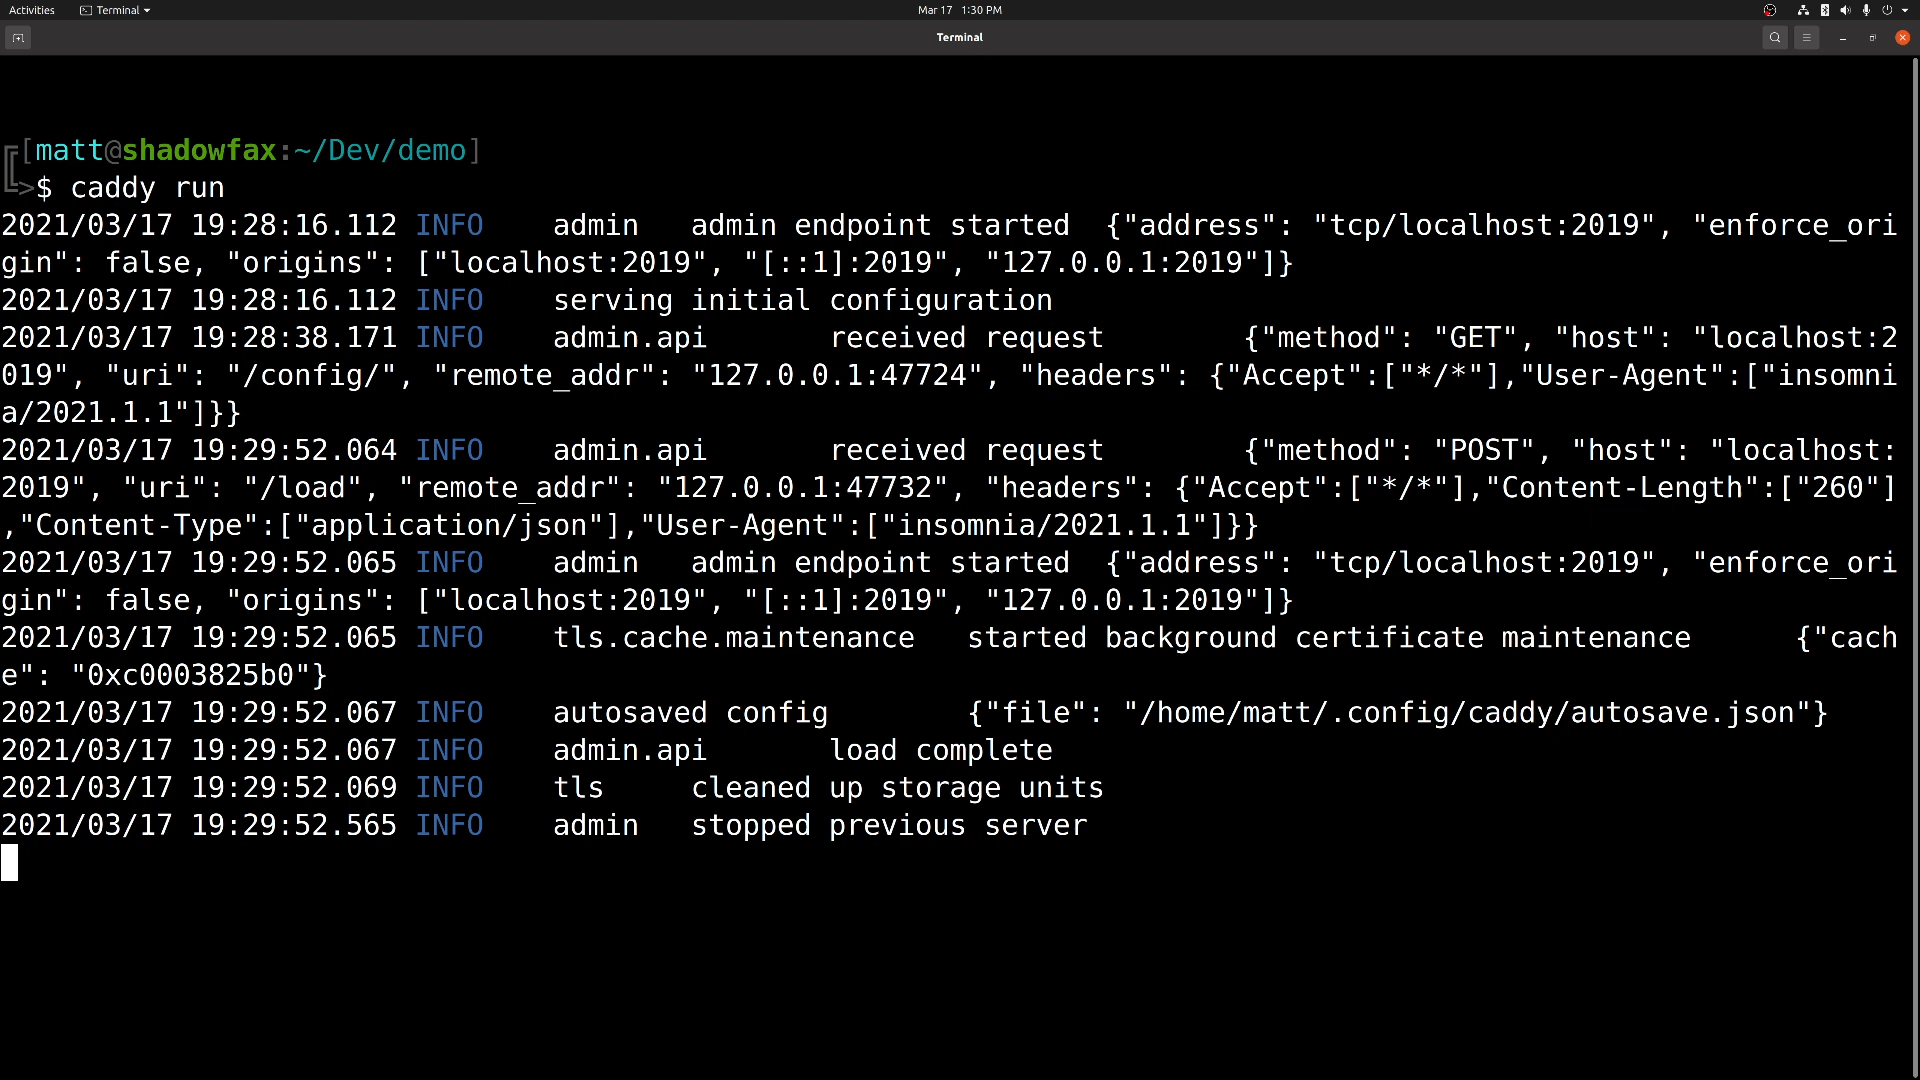 Activities Terminal Mar 17 1:30 PM
Terminal
[matt@shadowfax:~/Dev/demo]
>$ caddy run
2021/03/17 19:28:16.112 INFO admin admin endpoint started {"address": "tcp/localhost:2019", "enforce_ori
gin": false, "origins": ["localhost:2019", "[::1]:2019", "127.0.0.1:2019"]}
2021/03/17 19:28:16.112 INFO serving initial configuration
2021/03/17 19:28:38.171 INFO admin.api received request {"method": "GET", "host": "localhost:2
019", "uri": "/config/", "remote_addr": "127.0.0.1:47724", "headers": {"Accept":["*/*"],"User-Agent":["insomni
a/2021.1.1"]}}
2021/03/17 19:29:52.064 INFO admin.api received request {"method": "POST", "host": "localhost:
2019", "uri": "/load", "remote_addr": "127.0.0.1:47732", "headers": {"Accept":["*/*"],"Content-Length":["260"]
,"Content-Type":["application/json"],"User-Agent":["insomnia/2021.1.1"]}}
2021/03/17 19:29:52.065 INFO admin admin endpoint started {"address": "tcp/localhost:2019", "enforce_ori
gin": false, "origins": ["localhost:2019", "[::1]:2019", "127.0.0.1:2019"]}
2021/03/17 19:29:52.065 INFO tls.cache.maintenance started background certificate maintenance {"cach
e": "0xc0003825b0"}
2021/03/17 19:29:52.067 INFO autosaved config {"file": "/home/matt/.config/caddy/autosave.json"}
2021/03/17 19:29:52.067 INFO admin.api load complete
2021/03/17 19:29:52.069 INFO tls cleaned up storage units
2021/03/17 19:29:52.565 INFO admin stopped previous server